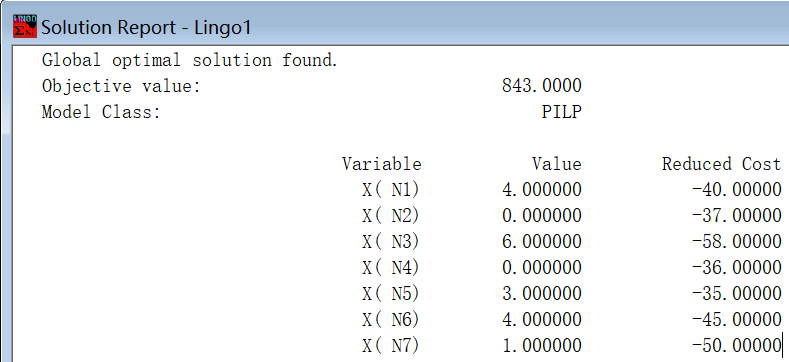 LINGO
Solution Report - Lingo1
Global optimal solution found.
Objective value: 843.0000
Model Class: PILP
Variable Value Reduced Cost
X( N1) 4.000000 -40.00000
X( N2) 0.000000 -37.00000
X( N3) 6.000000 -58.00000
X( N4) 0.000000 -36.00000
X( N5) 3.000000 -35.00000
X( N6) 4.000000 -45.00000
X( N7) 1.000000 -50.00000